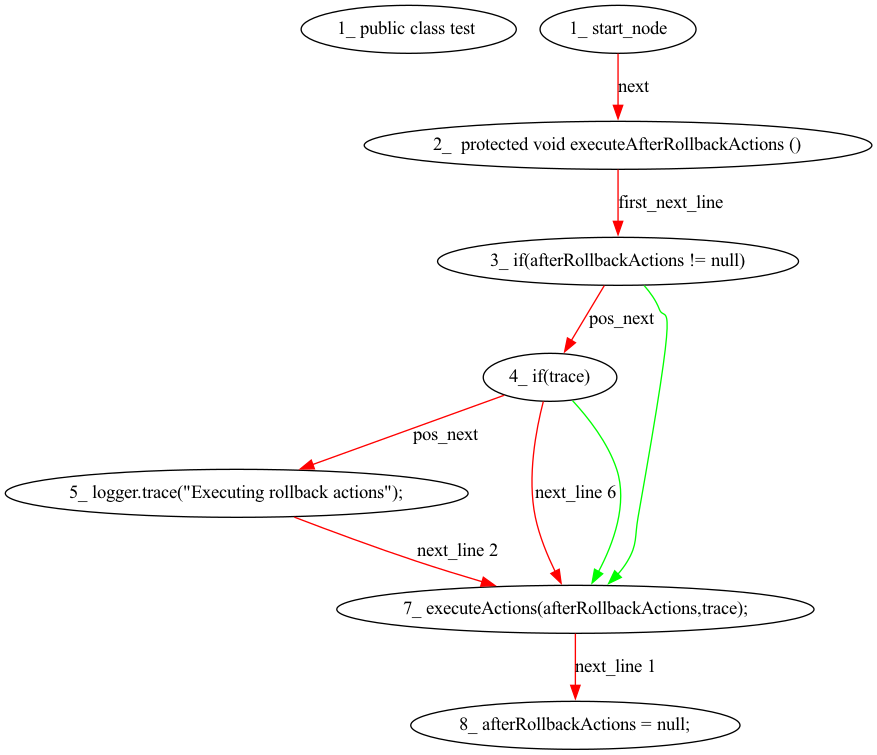 1_ public class test
1_ start_node
next
2_  protected void executeAfterRollbackActions ()
first_next_line
3_ if(afterRollbackActions != null)
pos_next
4_ if(trace)
pos_next
5_ logger.trace("Executing rollback actions");
next_line 6
next_line 2
7_ executeActions(afterRollbackActions,trace);
next_line 1
8_ afterRollbackActions = null;